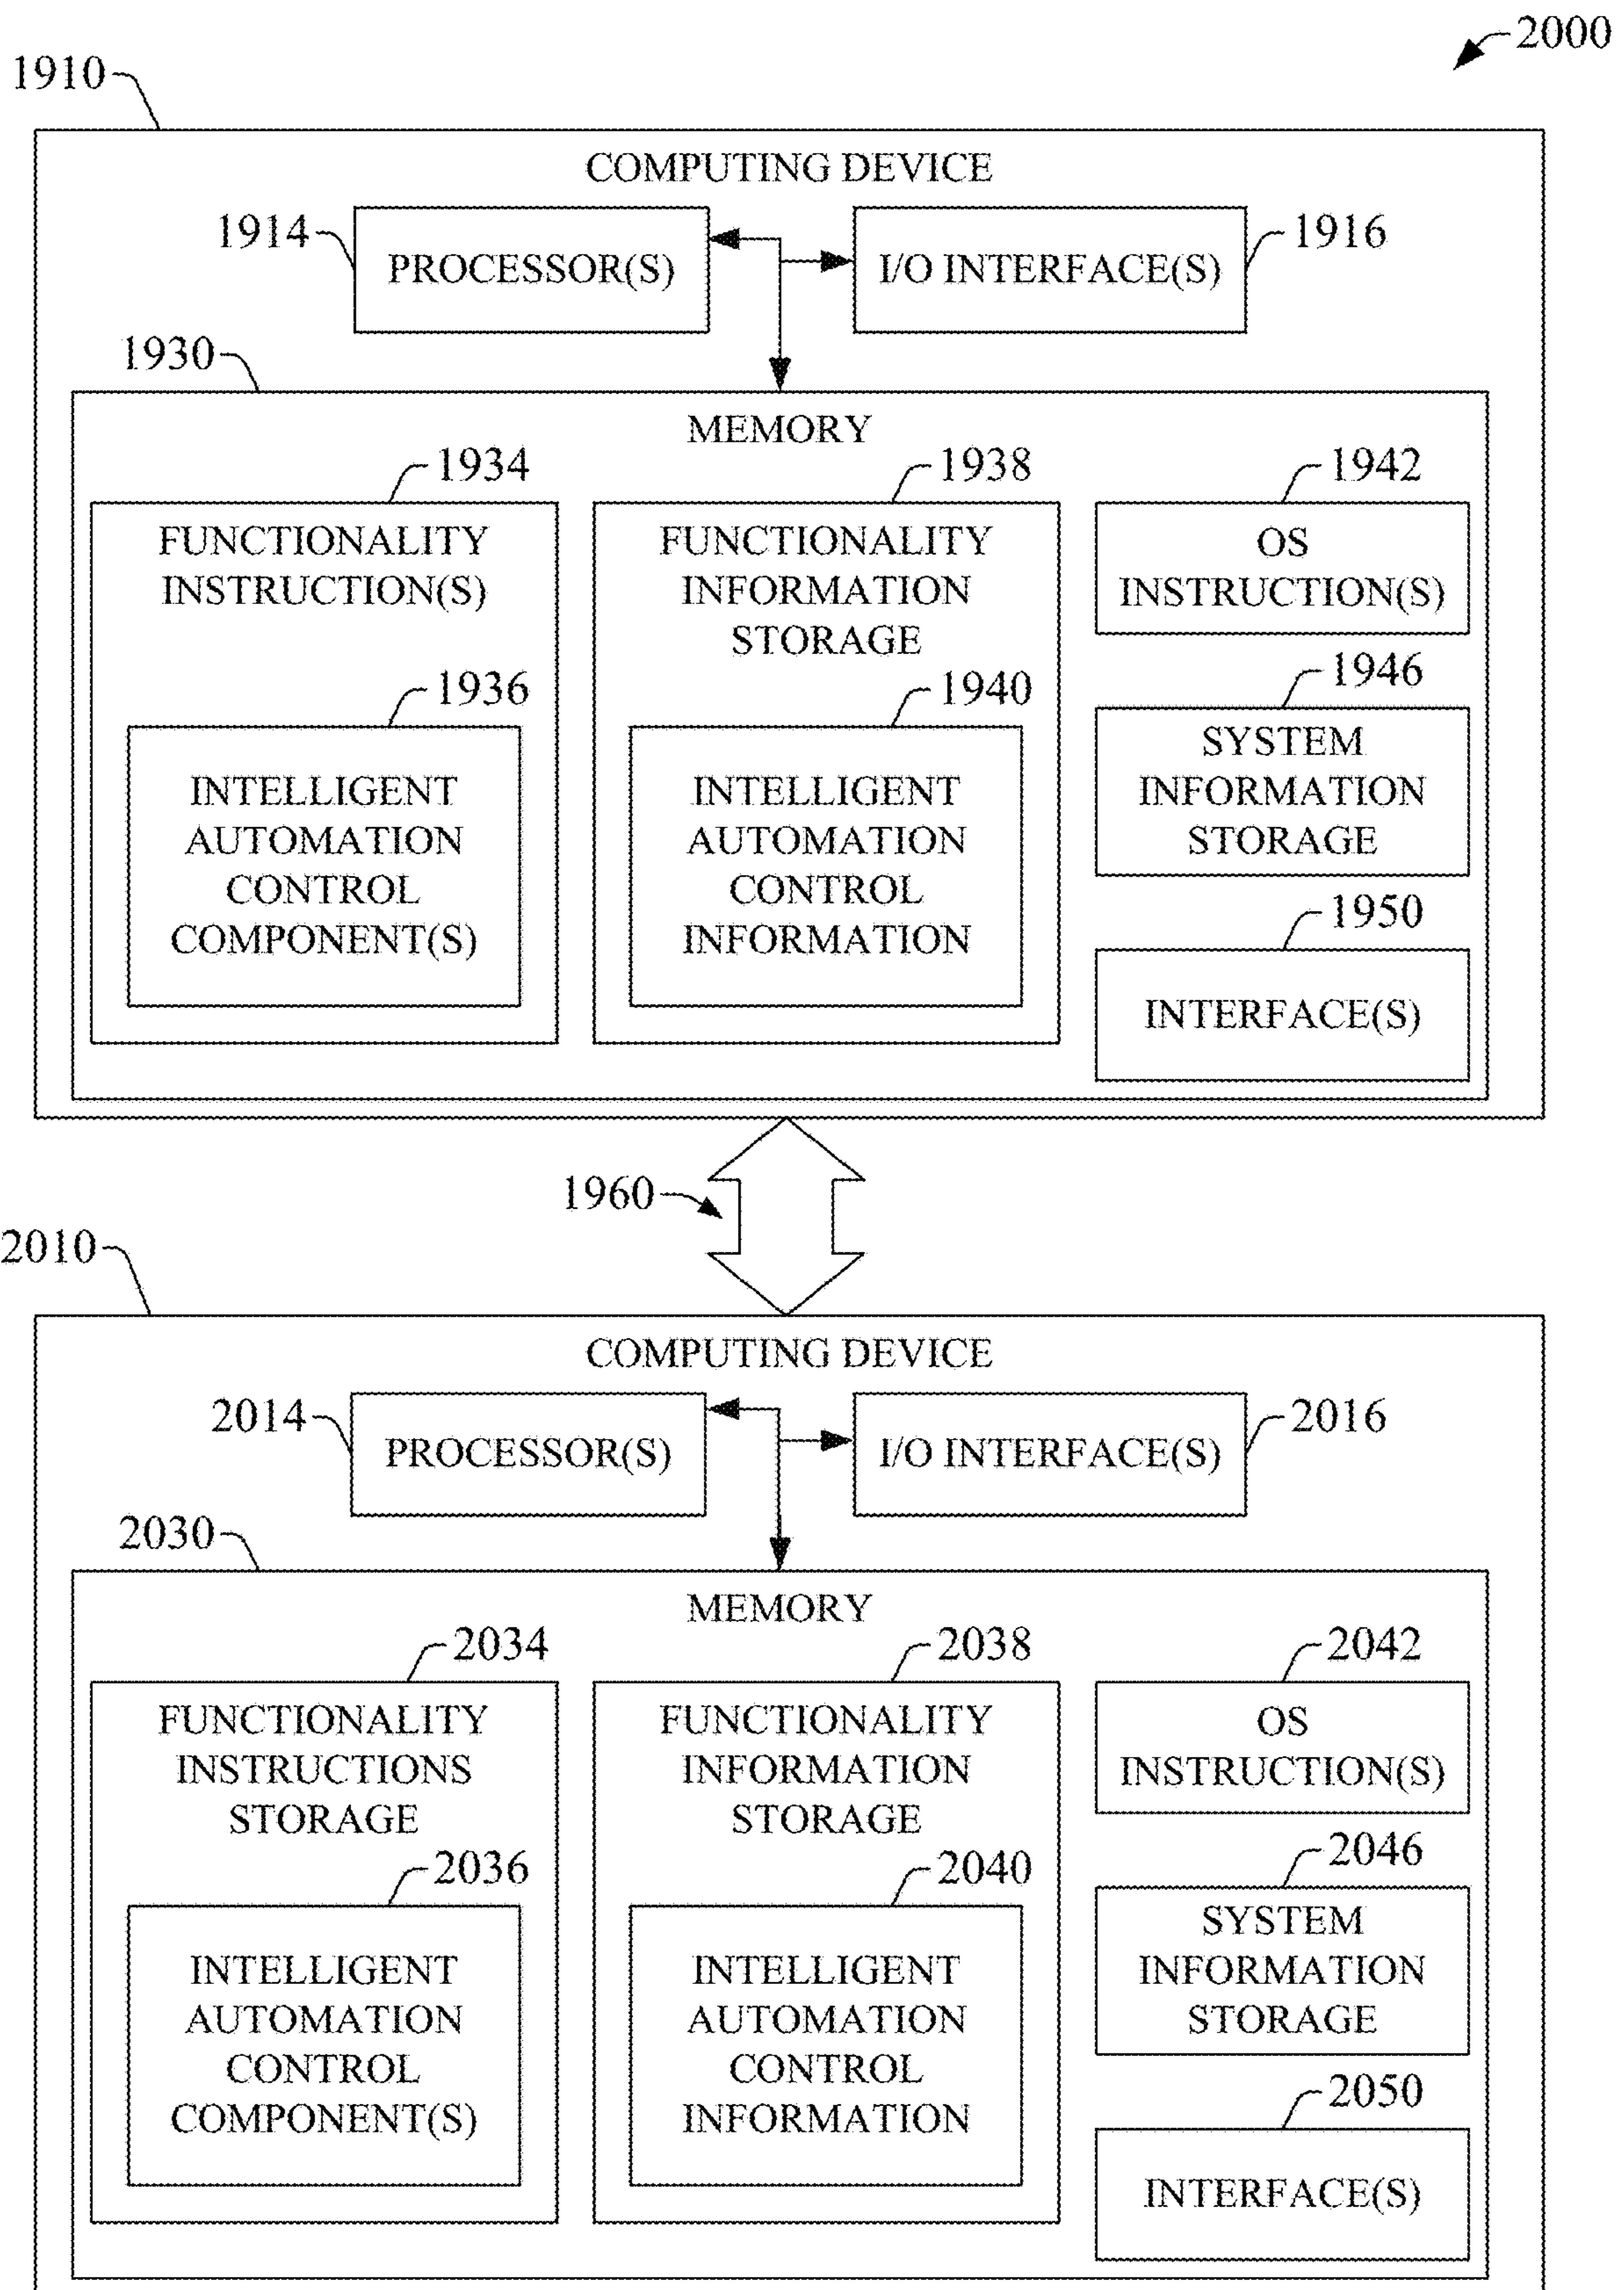 2000
1910
COMPUTING DEVICE
1914
PROCESSOR(S)
I/O INTERFACE(S)
1916
1930
MEMORY
1934
FUNCTIONALITY
INSTRUCTION(S)
1936
INTELLIGENT
AUTOMATION
CONTROL
COMPONENT(S)
1938
FUNCTIONALITY
INFORMATION
STORAGE
1940
INTELLIGENT
AUTOMATION
CONTROL
INFORMATION
1942
OS
INSTRUCTION(S)
1946
SYSTEM
INFORMATION
STORAGE
1950
INTERFACE(S)
1960
2010
COMPUTING DEVICE
2014
PROCESSOR(S)
I/O INTERFACE(S)
2016
2030
MEMORY
2034
FUNCTIONALITY
INSTRUCTIONS
STORAGE
2036
INTELLIGENT
AUTOMATION
CONTROL
COMPONENT(S)
2038
FUNCTIONALITY
INFORMATION
STORAGE
2040
INTELLIGENT
AUTOMATION
CONTROL
INFORMATION
2042
OS
INSTRUCTION(S)
2046
SYSTEM
INFORMATION
STORAGE
2050
INTERFACE(S)